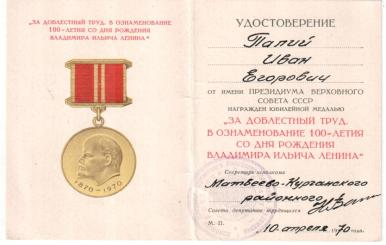 „ЗА ДОБЛЕСТНЫЙ ТРУД. В ОЗНАМЕНОВАНИЕ
100-ЛЕТИЯ СО ДНЯ РОЖДЕНИЯ
ВЛАДИМИРА ИЛЬИЧА ЛЕНИНА“
1870-1970
УДОСТОВЕРЕНИЕ
Папий
Иван
Егорович
ОТ ИМЕНИ ПРЕЗИДИУМА ВЕРХОВНОГО
СОВЕТА СССР
НАГРАЖДЕН ЮБИЛЕЙНОЙ МЕДАЛЬЮ
„ЗА ДОБЛЕСТНЫЙ ТРУД.
В ОЗНАМЕНОВАНИЕ 100-ЛЕТИЯ
СО ДНЯ РОЖДЕНИЯ
ВЛАДИМИРА ИЛЬИЧА ЛЕНИНА“
Секретарь исполкома
Матвеево-Курганского
районного
Совета депутатов трудящихся
М. П.
„10“ апреля 1970 года.